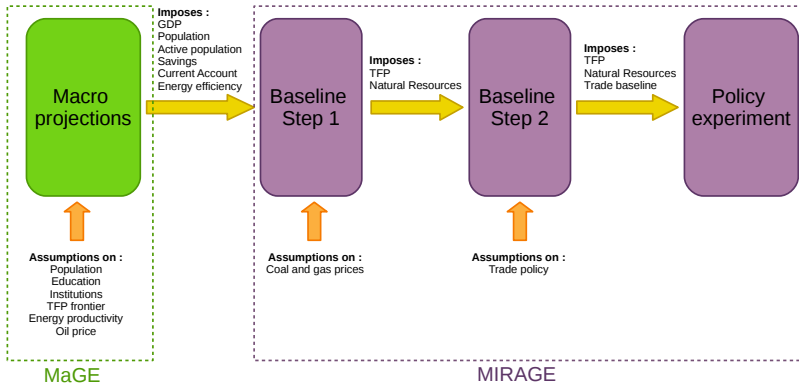 Imposes :
GDP
Population
Active population
Savings
Current Account
Energy efficiency
Macro
projections
Baseline
Step 1
Imposes :
TFP
Natural Resources
Baseline
Step 2
Imposes :
TFP
Natural Resources
Trade baseline
Policy
experiment
Assumptions on :
Population
Education
Institutions
TFP frontier
Energy productivity
Oil price
Assumptions on :
Coal and gas prices
Assumptions on :
Trade policy
MaGE
MIRAGE